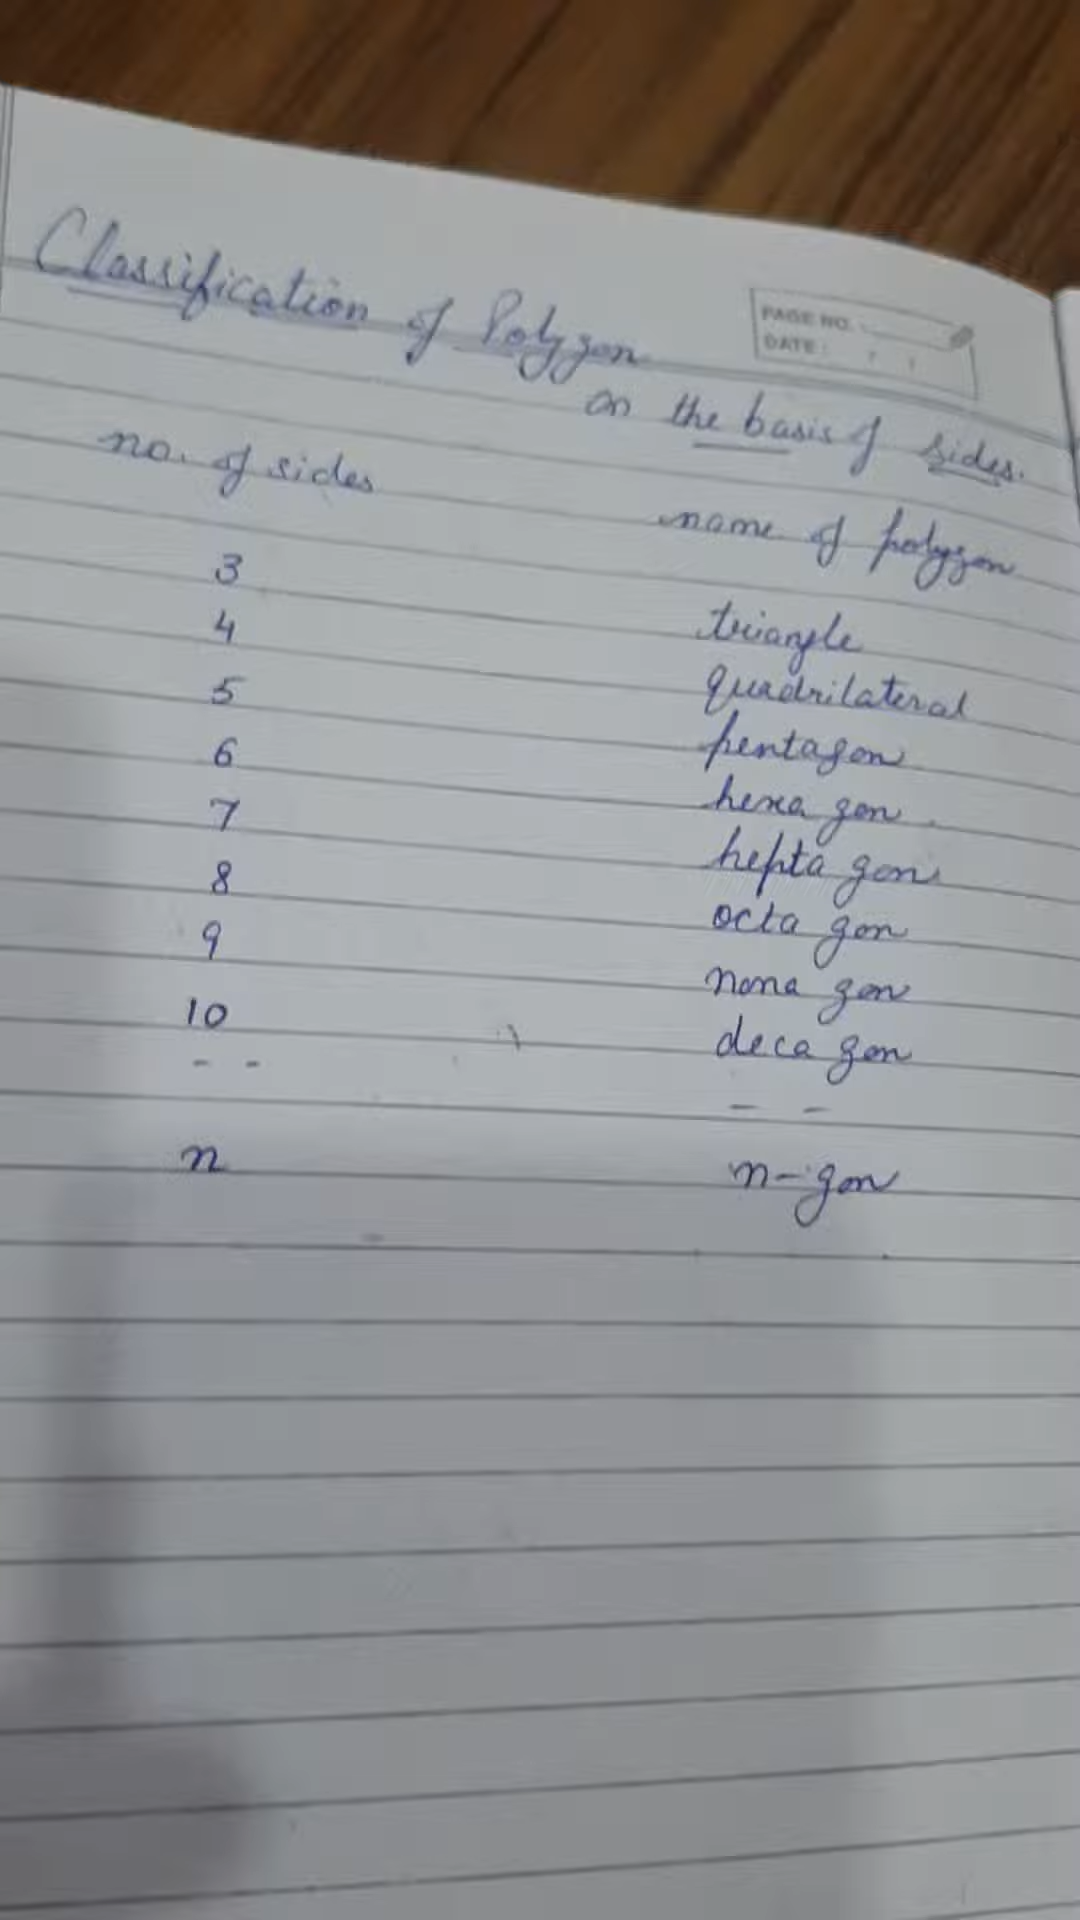 Classification of Polygon
PAGE NO.
DATE: / /
on the basis of sides.
no. of sides name of polygon
3 triangle
4 quadrilateral
5 pentagon
6 hexa gon
7 hepta gon
8 octa gon
9 nona gon
10 deca gon
- - - -
n n-gon